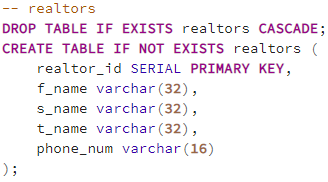 -- realtors
DROP TABLE IF EXISTS realtors CASCADE;
CREATE TABLE IF NOT EXISTS realtors (
    realtor_id SERIAL PRIMARY KEY,
    f_name varchar(32),
    s_name varchar(32),
    t_name varchar(32),
    phone_num varchar(16)
);